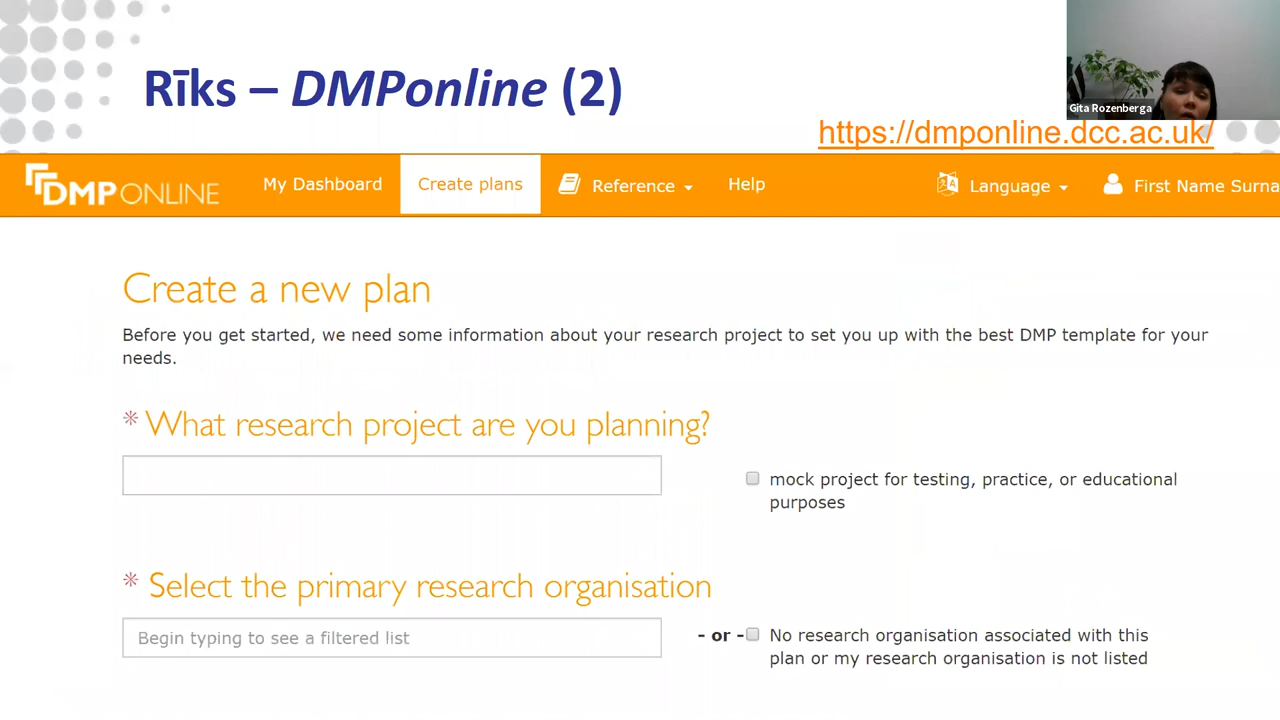 Rīks – DMPonline (2)
Gita Rozenberga
https://dmponline.dcc.ac.uk/
DMP ONLINE My Dashboard Create plans Reference Help Language First Name Surna
Create a new plan
Before you get started, we need some information about your research project to set you up with the best DMP template for your
needs.
* What research project are you planning?
mock project for testing, practice, or educational
purposes
* Select the primary research organisation
Begin typing to see a filtered list
- or - No research organisation associated with this
plan or my research organisation is not listed